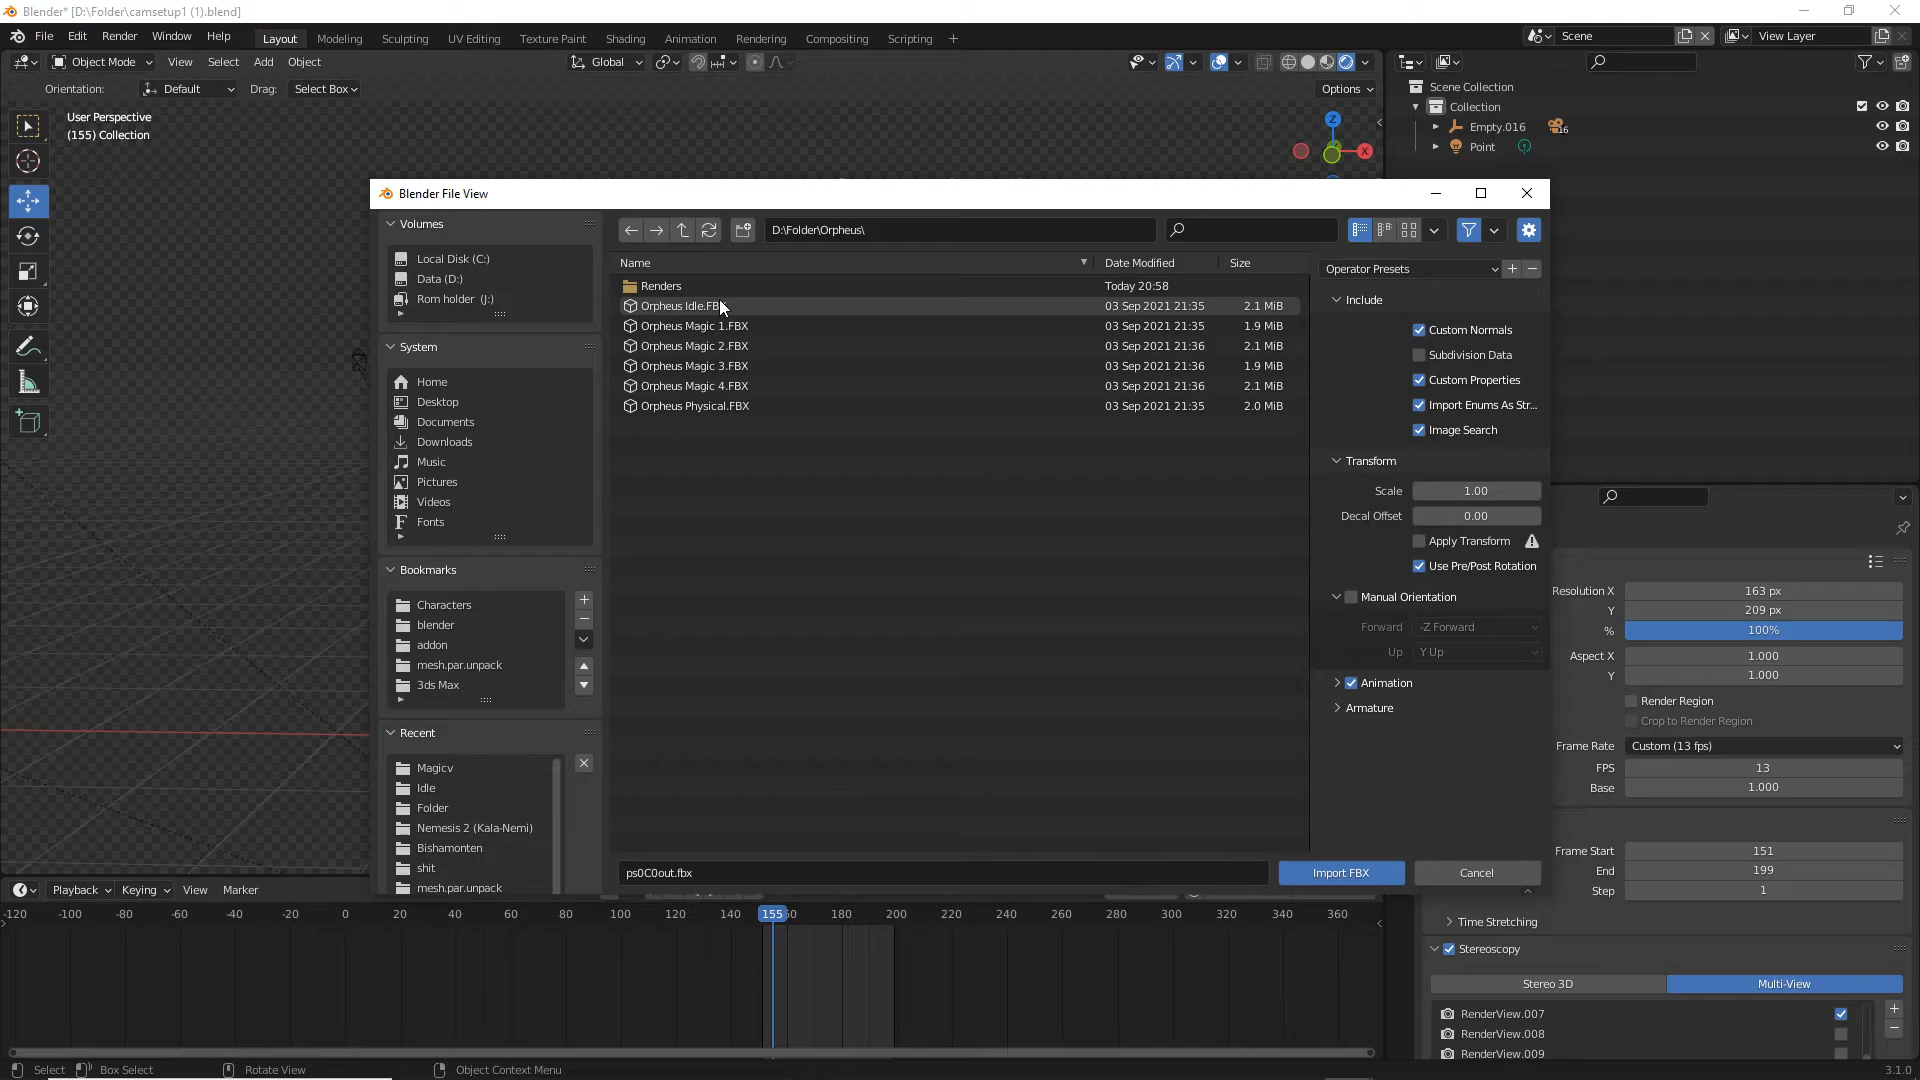 Blender* [D:\Folder\camsetup1 (1).blend]
File Edit Render Window Help Layout Modeling Sculpting UV Editing Texture Paint Shading Animation Rendering Compositing Scripting + Scene View Layer
Object Mode View Select Add Object Global
Orientation: Default Drag: Select Box Options
User Perspective
(155) Collection
Z
X
Scene Collection
Collection
Empty.016 16
Point
Blender File View
Volumes
Local Disk (C:)
Data (D:)
Rom holder (J:)
System
Home
Desktop
Documents
Downloads
Music
Pictures
Videos
Fonts
Bookmarks
Characters
blender
addon
mesh.par.unpack
3ds Max
Recent
Magicv
Idle
Folder
Nemesis 2 (Kala-Nemi)
Bishamonten
shit
mesh.par.unpack
D:\Folder\Orpheus\
Name Date Modified Size
Renders Today 20:58
Orpheus Idle.FB 03 Sep 2021 21:35 2.1 MiB
Orpheus Magic 1.FBX 03 Sep 2021 21:35 1.9 MiB
Orpheus Magic 2.FBX 03 Sep 2021 21:36 2.1 MiB
Orpheus Magic 3.FBX 03 Sep 2021 21:36 1.9 MiB
Orpheus Magic 4.FBX 03 Sep 2021 21:36 2.1 MiB
Orpheus Physical.FBX 03 Sep 2021 21:35 2.0 MiB
ps0C0out.fbx
Import FBX
Cancel
Operator Presets
Include
Custom Normals
Subdivision Data
Custom Properties
Import Enums As Str...
Image Search
Transform
Scale 1.00
Decal Offset 0.00
Apply Transform
Use Pre/Post Rotation
Manual Orientation
Forward -Z Forward
Up Y Up
Animation
Armature
Resolution X 163 px
Y 209 px
% 100%
Aspect X 1.000
Y 1.000
Render Region
Crop to Render Region
Frame Rate Custom (13 fps)
FPS 13
Base 1.000
Frame Start 151
End 199
Step 1
Time Stretching
Stereoscopy
Stereo 3D Multi-View
RenderView.007
RenderView.008
RenderView.009
Playback Keying View Marker
-120 -100 -80 -60 -40 -20 0 20 40 60 80 100 120 140 155 180 200 220 240 260 280 300 320 340 360
Select Box Select Rotate View Object Context Menu 3.1.0